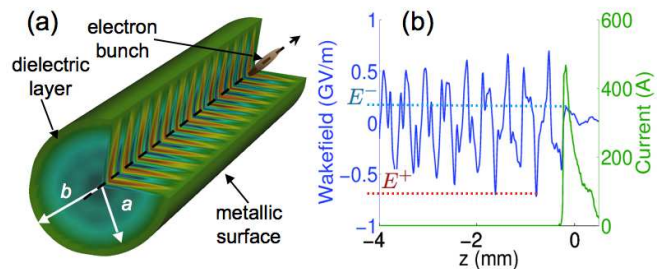 (a)
electron
bunch
dielectric
layer
b
a
metallic
surface
(b)
Wakefield (GV/m)
1
0.5
0
−0.5
−1
E⁻
E⁺
−4
−2
0
z (mm)
600
400
200
0
Current (A)